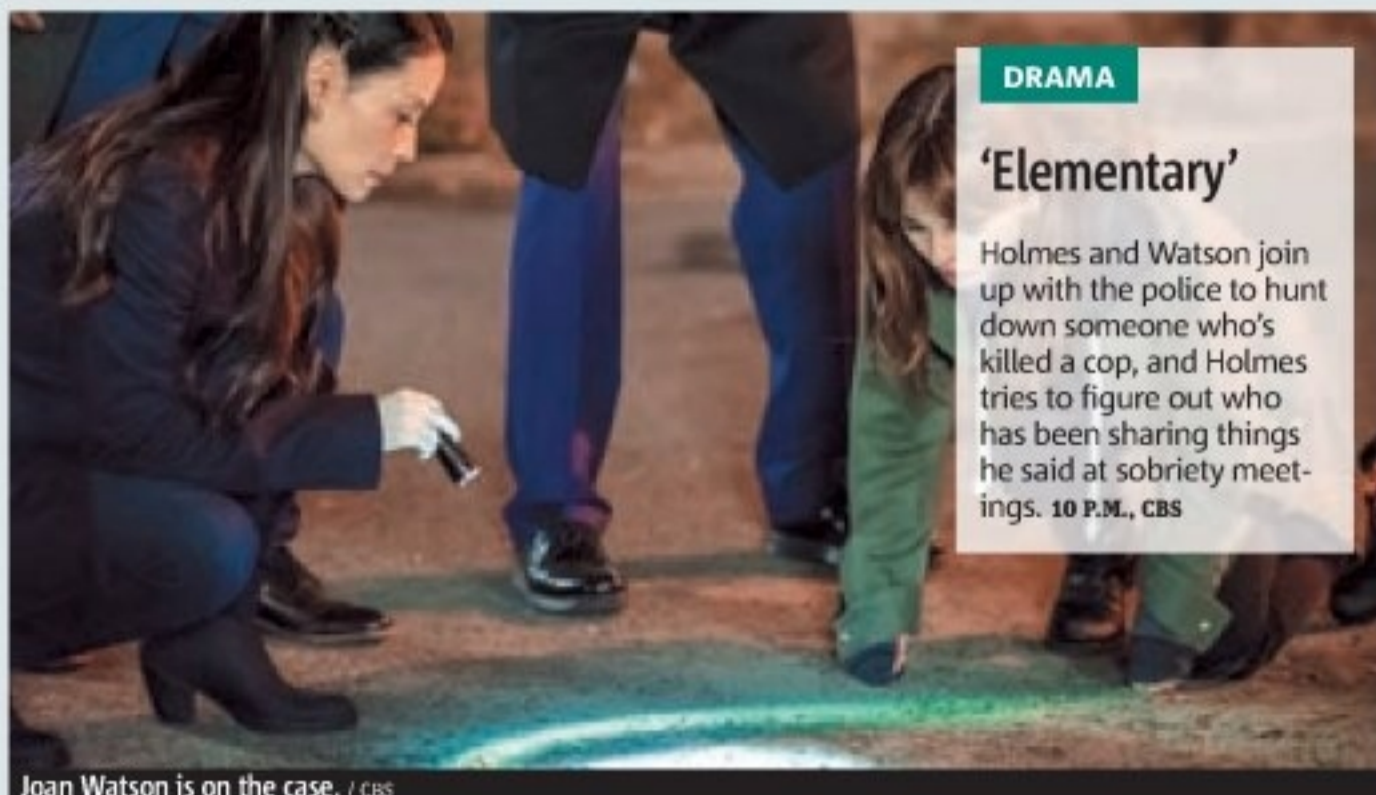 DRAMA
‘Elementary’
Holmes and Watson join
up with the police to hunt
down someone who's
killed a cop, and Holmes
tries to figure out who
has been sharing things
he said at sobriety meet-
ings. 10 P.M., CBS
Joan Watson is on the case. / CBS